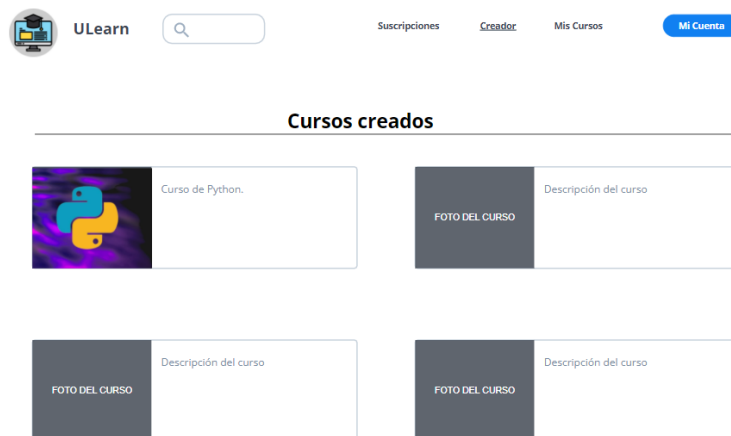 ULearn
Suscripciones
Creador
Mis Cursos
Mi Cuenta
Cursos creados
Curso de Python.
FOTO DEL CURSO
Descripción del curso
FOTO DEL CURSO
Descripción del curso
FOTO DEL CURSO
Descripción del curso